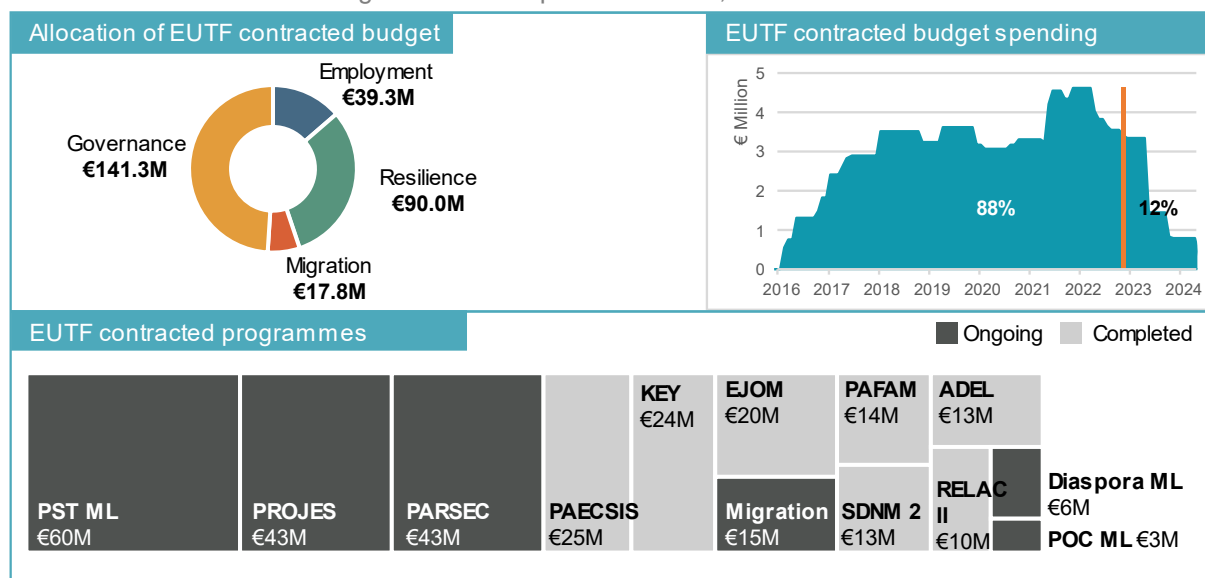 Allocation of EUTF contracted budget
Employment
€39.3M
Governance
€141.3M
Resilience
€90.0M
Migration
€17.8M
EUTF contracted budget spending
€ Million
5
4
3
2
1
0
88%
12%
2016 2017 2018 2019 2020 2021 2022 2023 2024
EUTF contracted programmes
Ongoing Completed
PST ML
€60M
PROJES
€43M
PARSEC
€43M
PAECSIS
€25M
KEY
€24M
EJOM
€20M
Migration
€15M
PAFAM
€14M
SDNM 2
€13M
ADEL
€13M
RELAC
II
€10M
Diaspora ML
€6M
POC ML €3M